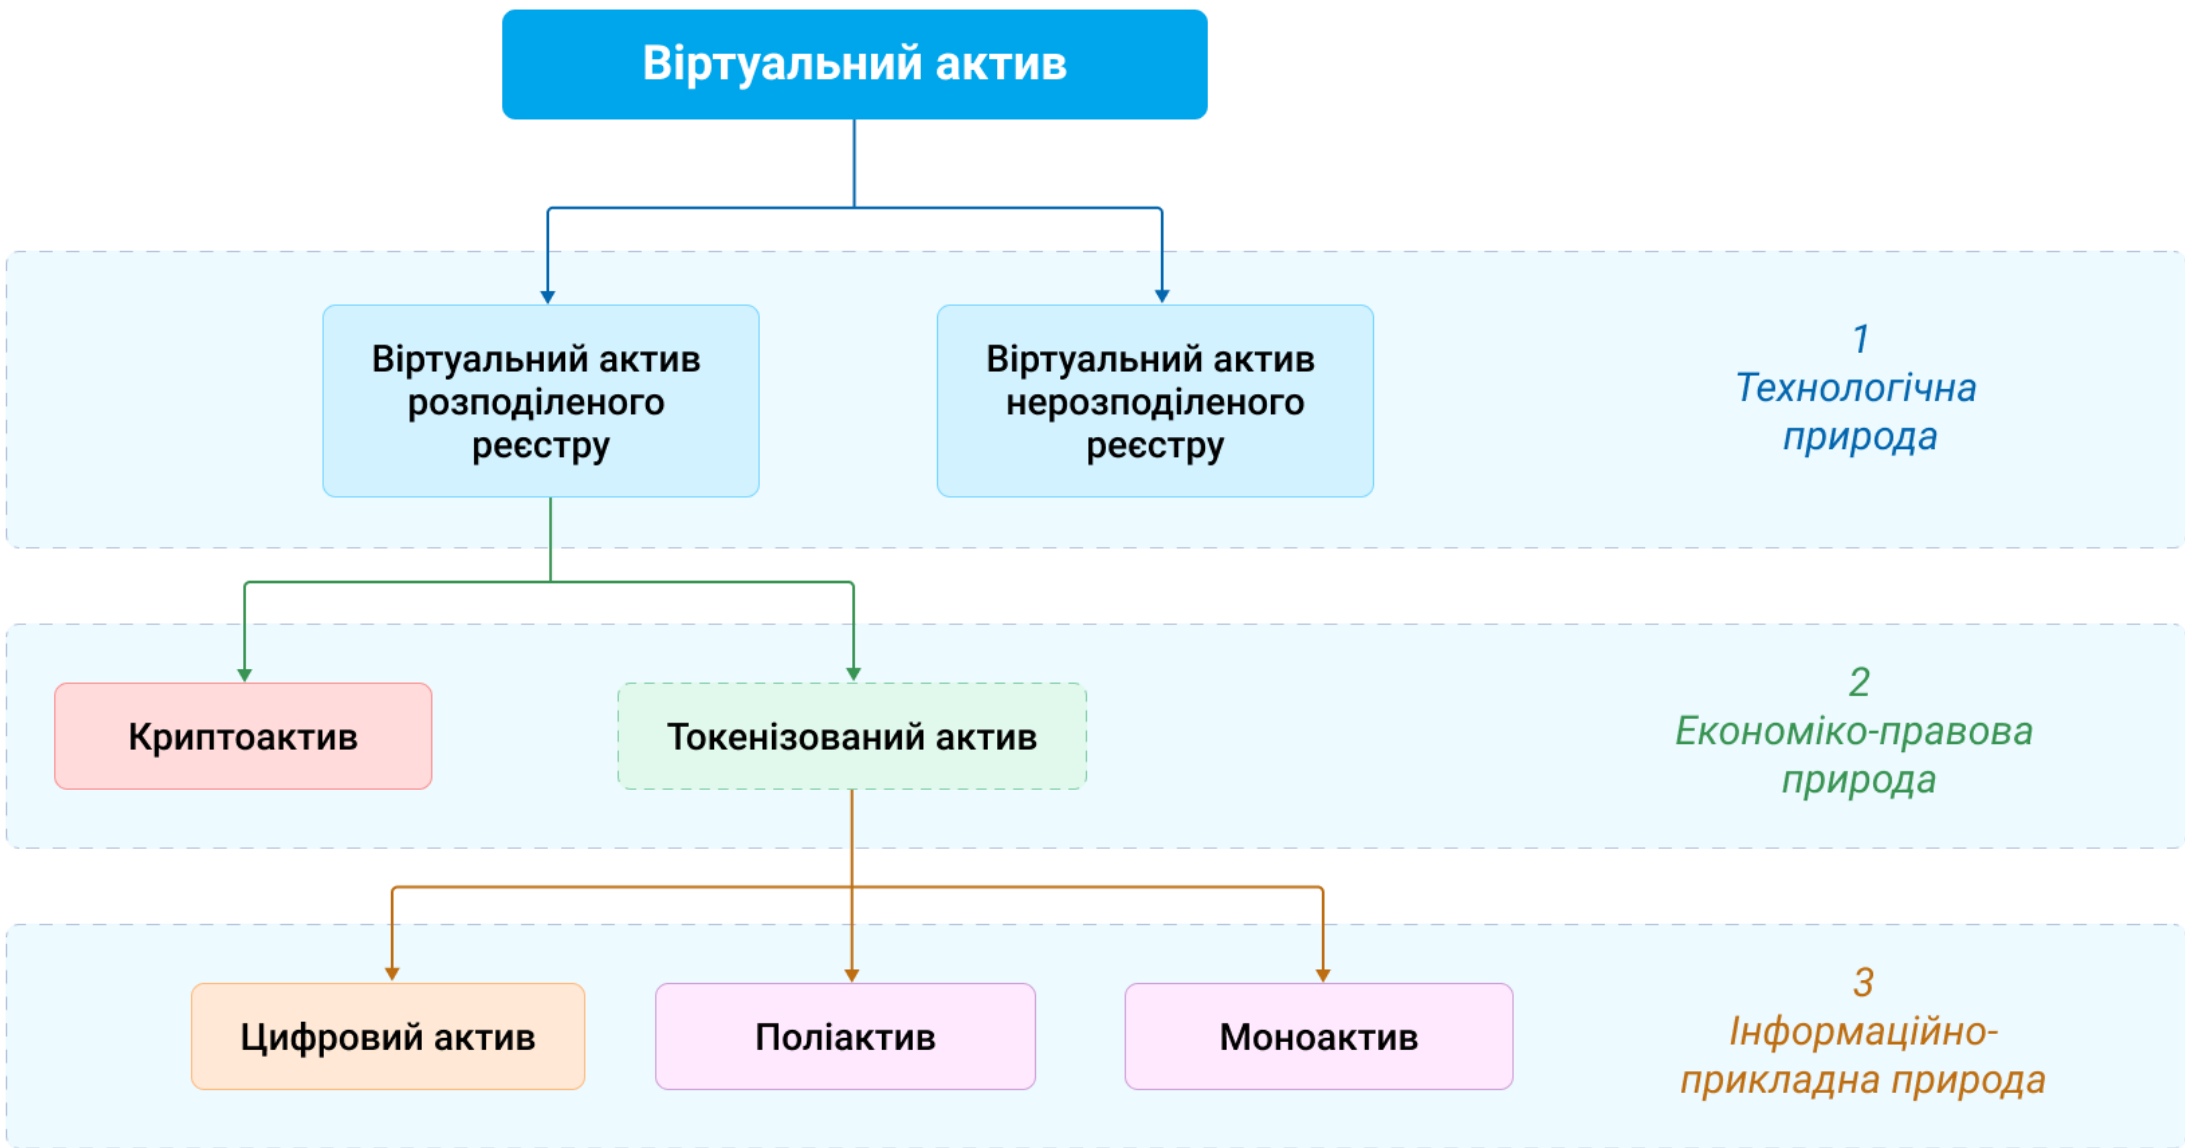 Віртуальний актив
Віртуальний актив
розподіленого
реєстру
Віртуальний актив
нерозподіленого
реєстру
1
Технологічна
природа
Криптоактив
Токенізований актив
2
Економіко-правова
природа
Цифровий актив
Поліактив
Моноактив
3
Інформаційно-
прикладна природа